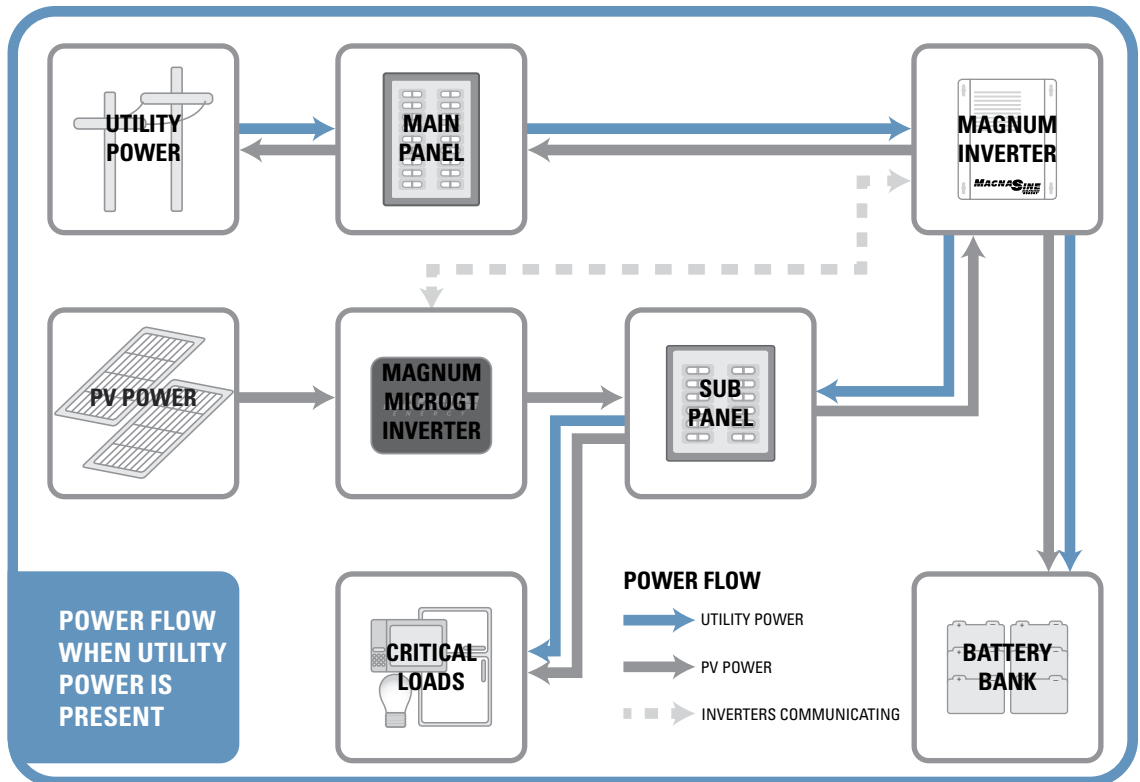 UTILITY
POWER
MAIN
PANEL
MAGNUM
INVERTER
MAGNASINE
PV POWER
MAGNUM
MICROGT
INVERTER
ENERGY
SUB
PANEL
POWER FLOW
WHEN UTILITY
POWER IS
PRESENT
CRITICAL
LOADS
POWER FLOW
UTILITY POWER
PV POWER
INVERTERS COMMUNICATING
BATTERY
BANK